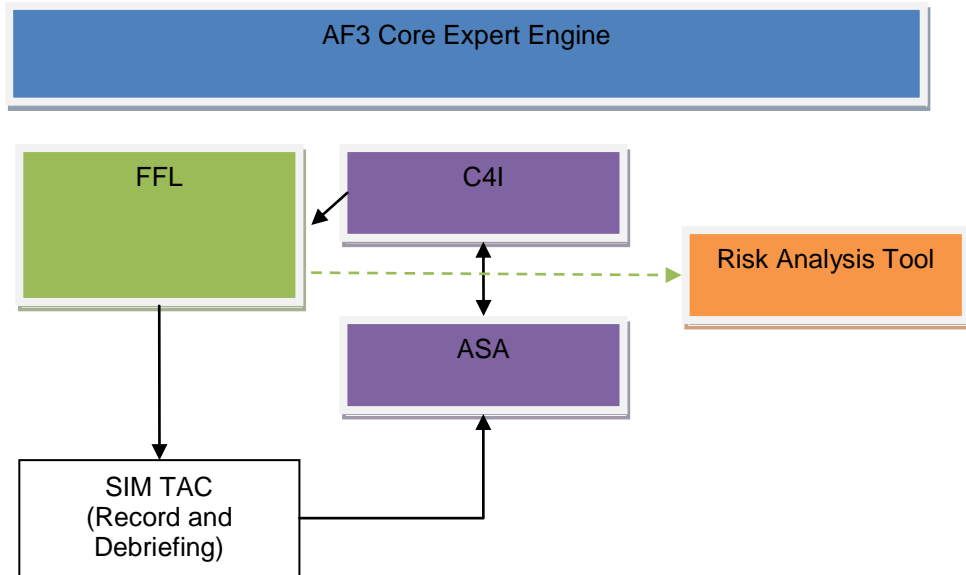 AF3 Core Expert Engine
FFL
C4I
Risk Analysis Tool
ASA
SIM TAC
(Record and
Debriefing)